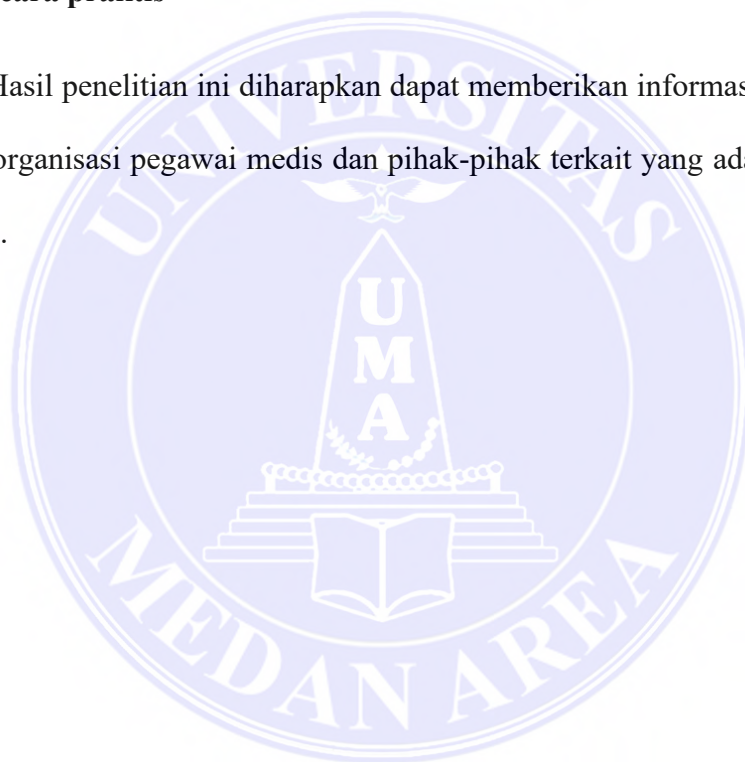 cara praktis
Hasil penelitian ini diharapkan dapat memberikan informas
organisasi pegawai medis dan pihak-pihak terkait yang ada
.
UNIVERSITAS
U
M
A
MEDAN AREA